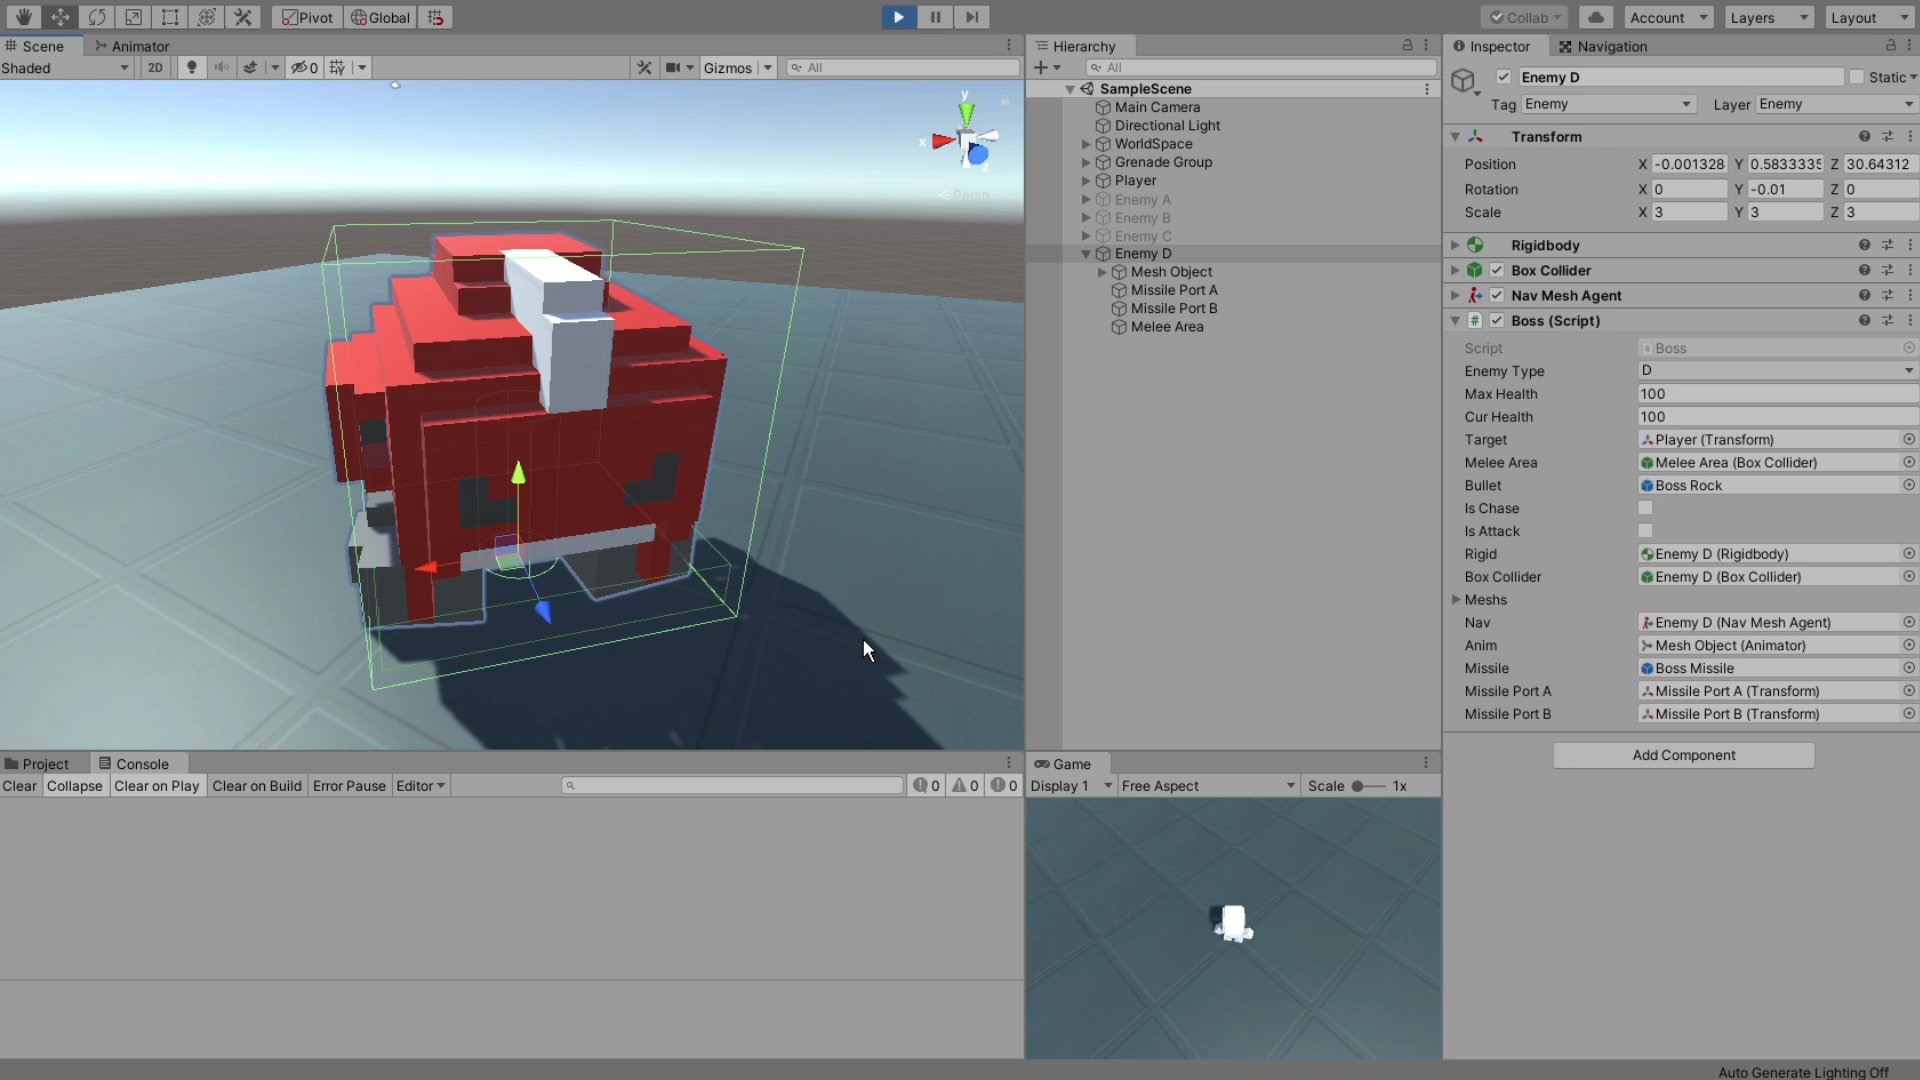 Pivot Global Collab Account Layers Layout
Scene Animator
Shaded 2D 0 Gizmos All
y
x
z
Persp
Hierarchy
All
SampleScene
Main Camera
Directional Light
WorldSpace
Grenade Group
Player
Enemy A
Enemy B
Enemy C
Enemy D
Mesh Object
Missile Port A
Missile Port B
Melee Area
Inspector Navigation
Enemy D Static
Tag Enemy Layer Enemy
Transform
Position X -0.001328 Y 0.5833335 Z 30.64312
Rotation X 0 Y -0.01 Z 0
Scale X 3 Y 3 Z 3
Rigidbody
Box Collider
Nav Mesh Agent
# Boss (Script)
Script Boss
Enemy Type D
Max Health 100
Cur Health 100
Target Player (Transform)
Melee Area Melee Area (Box Collider)
Bullet Boss Rock
Is Chase
Is Attack
Rigid Enemy D (Rigidbody)
Box Collider Enemy D (Box Collider)
Meshs
Nav Enemy D (Nav Mesh Agent)
Anim Mesh Object (Animator)
Missile Boss Missile
Missile Port A Missile Port A (Transform)
Missile Port B Missile Port B (Transform)
Add Component
Project Console
Clear Collapse Clear on Play Clear on Build Error Pause Editor 0 0 0
Game
Display 1 Free Aspect Scale 1x
Auto Generate Lighting Off